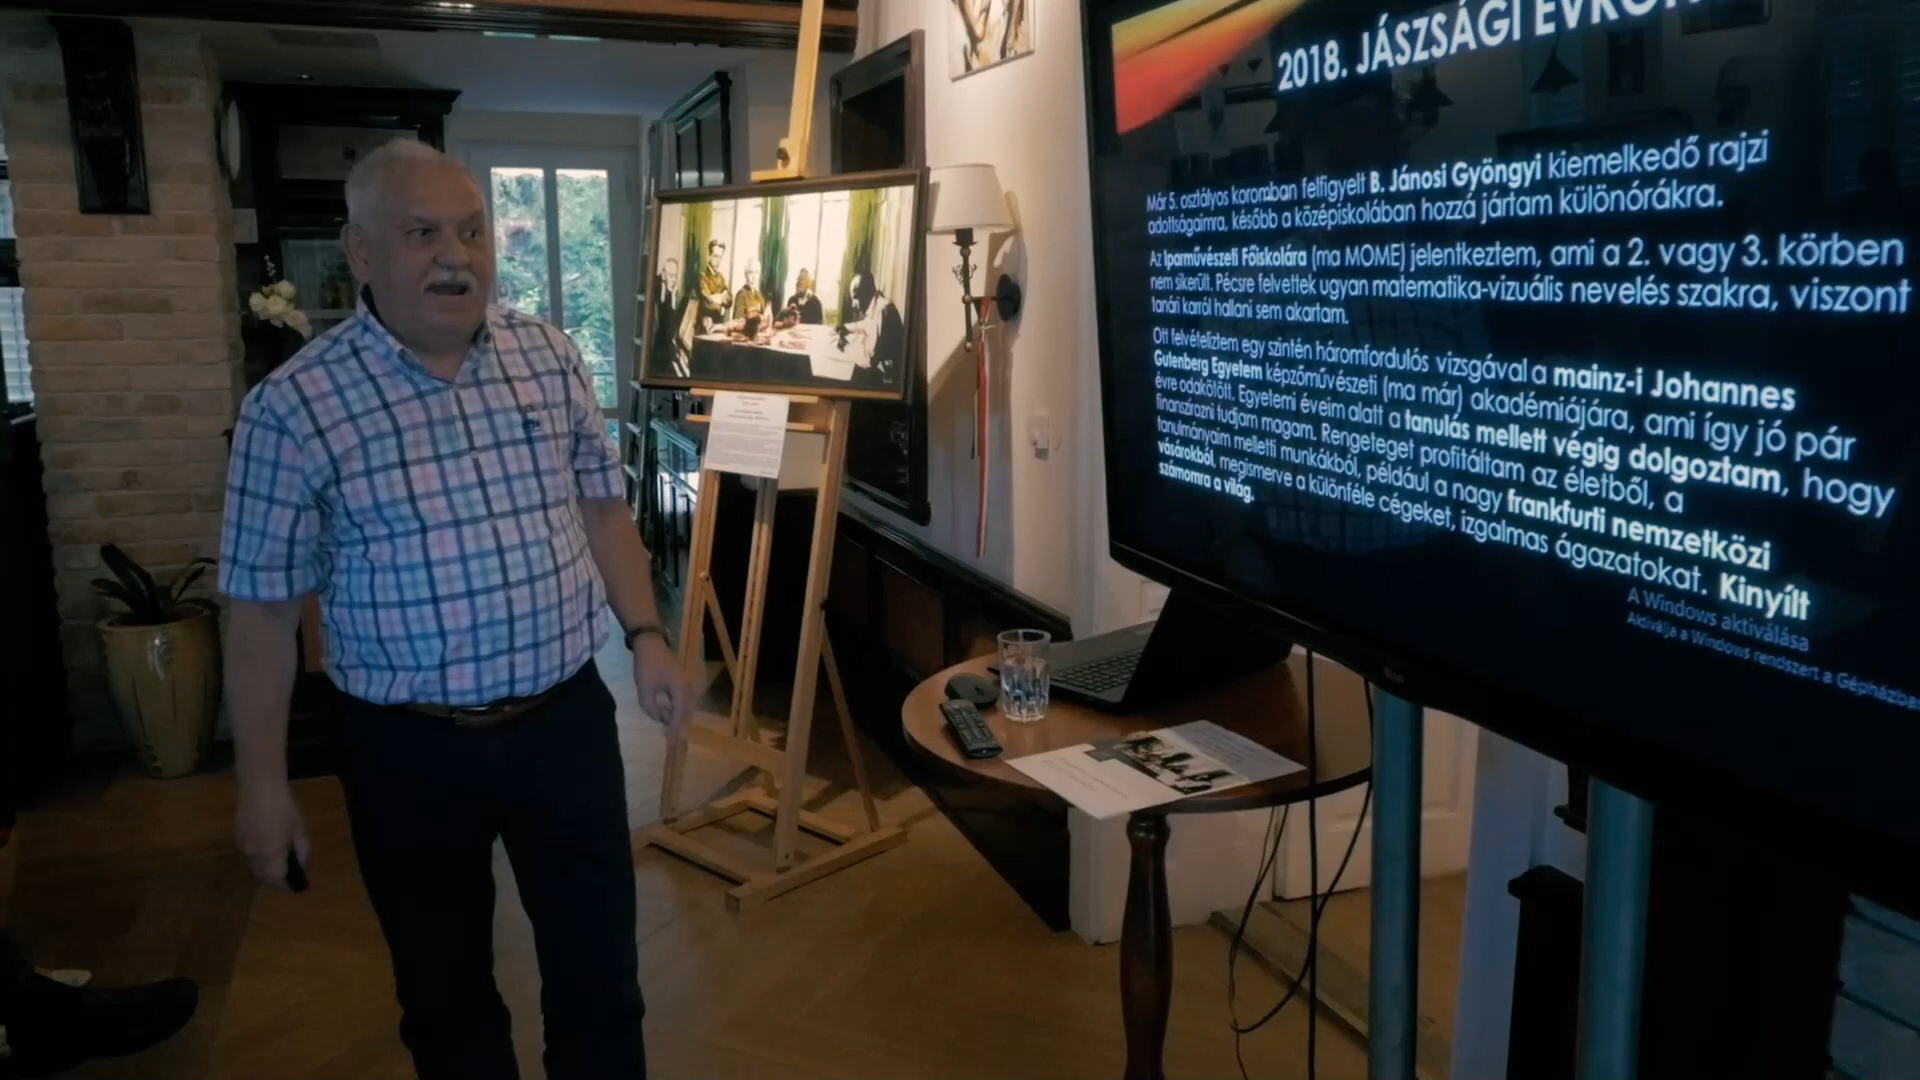 2018. JÁSZSÁGI ÉVKÖN
Már 5. osztályos koromban felfigyelt B. Jánosi Gyöngyi kiemelkedő rajzi
adottságaimra, később a középiskolában hozzá jártam különórákra.
Az Iparművészeti Főiskolára (ma MOME) jelentkeztem, ami a 2. vagy 3. körben
nem sikerült. Pécsre felvettek ugyan matematika-vizuális nevelés szakra, viszont
tanári karról hallani sem akartam.
Ott felvételiztem egy szintén háromfordulós vizsgával a mainz-i Johannes
Gutenberg Egyetem képzőművészeti (ma már) akadémiájára, ami így jó pár
évre odakötött. Egyetemi éveim alatt a tanulás mellett végig dolgoztam, hogy
finanszírozni tudjam magam. Rengeteget profitáltam az életből, a
tanulmányaim melletti munkákból, például a nagy frankfurti nemzetközi
vásárokból, megismerve a különféle cégeket, izgalmas ágazatokat. Kinyílt
számomra a világ.
A Windows aktiválása
Aktiválja a Windows rendszert a Gépházba